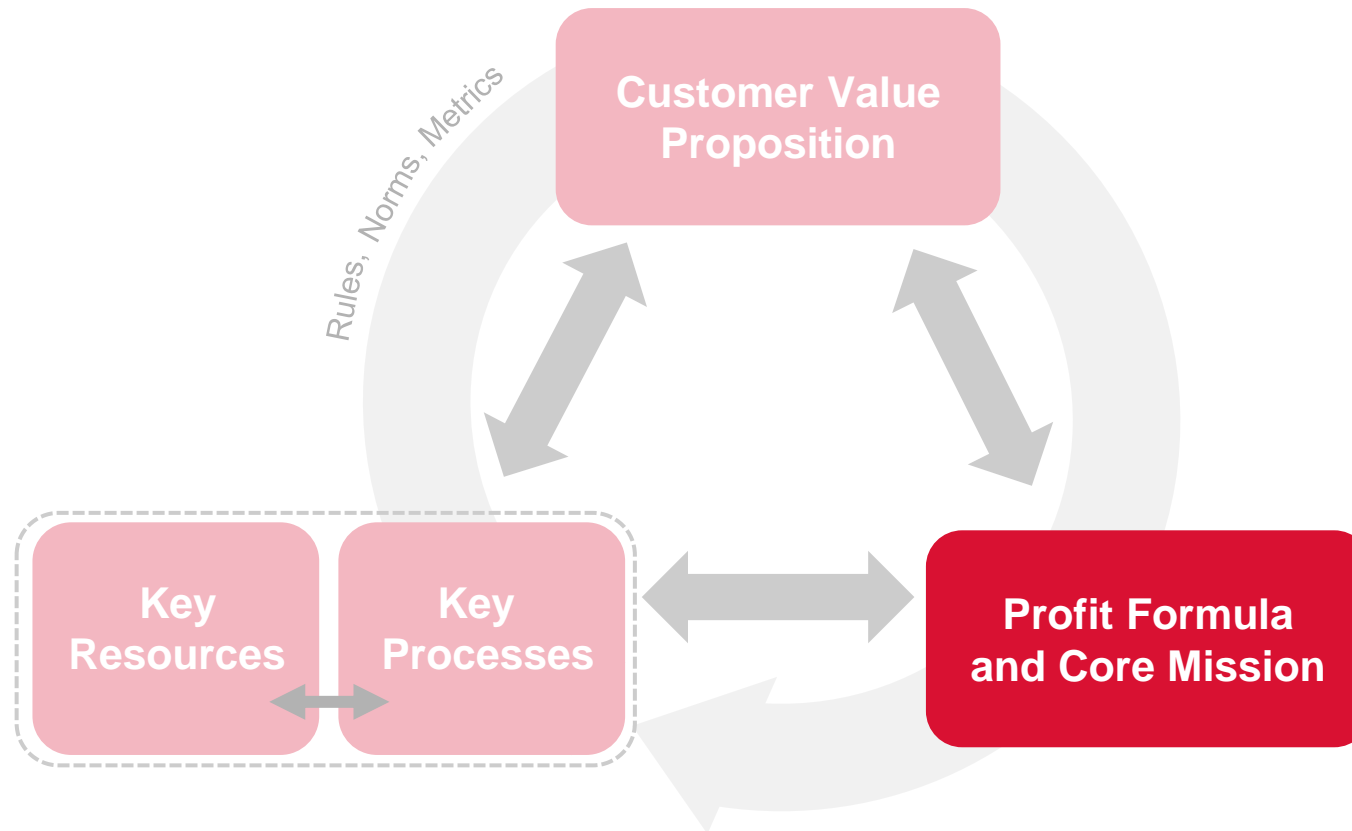 Customer Value
Proposition
Rules, Norms, Metrics
Key
Resources
Key
Processes
Profit Formula
and Core Mission